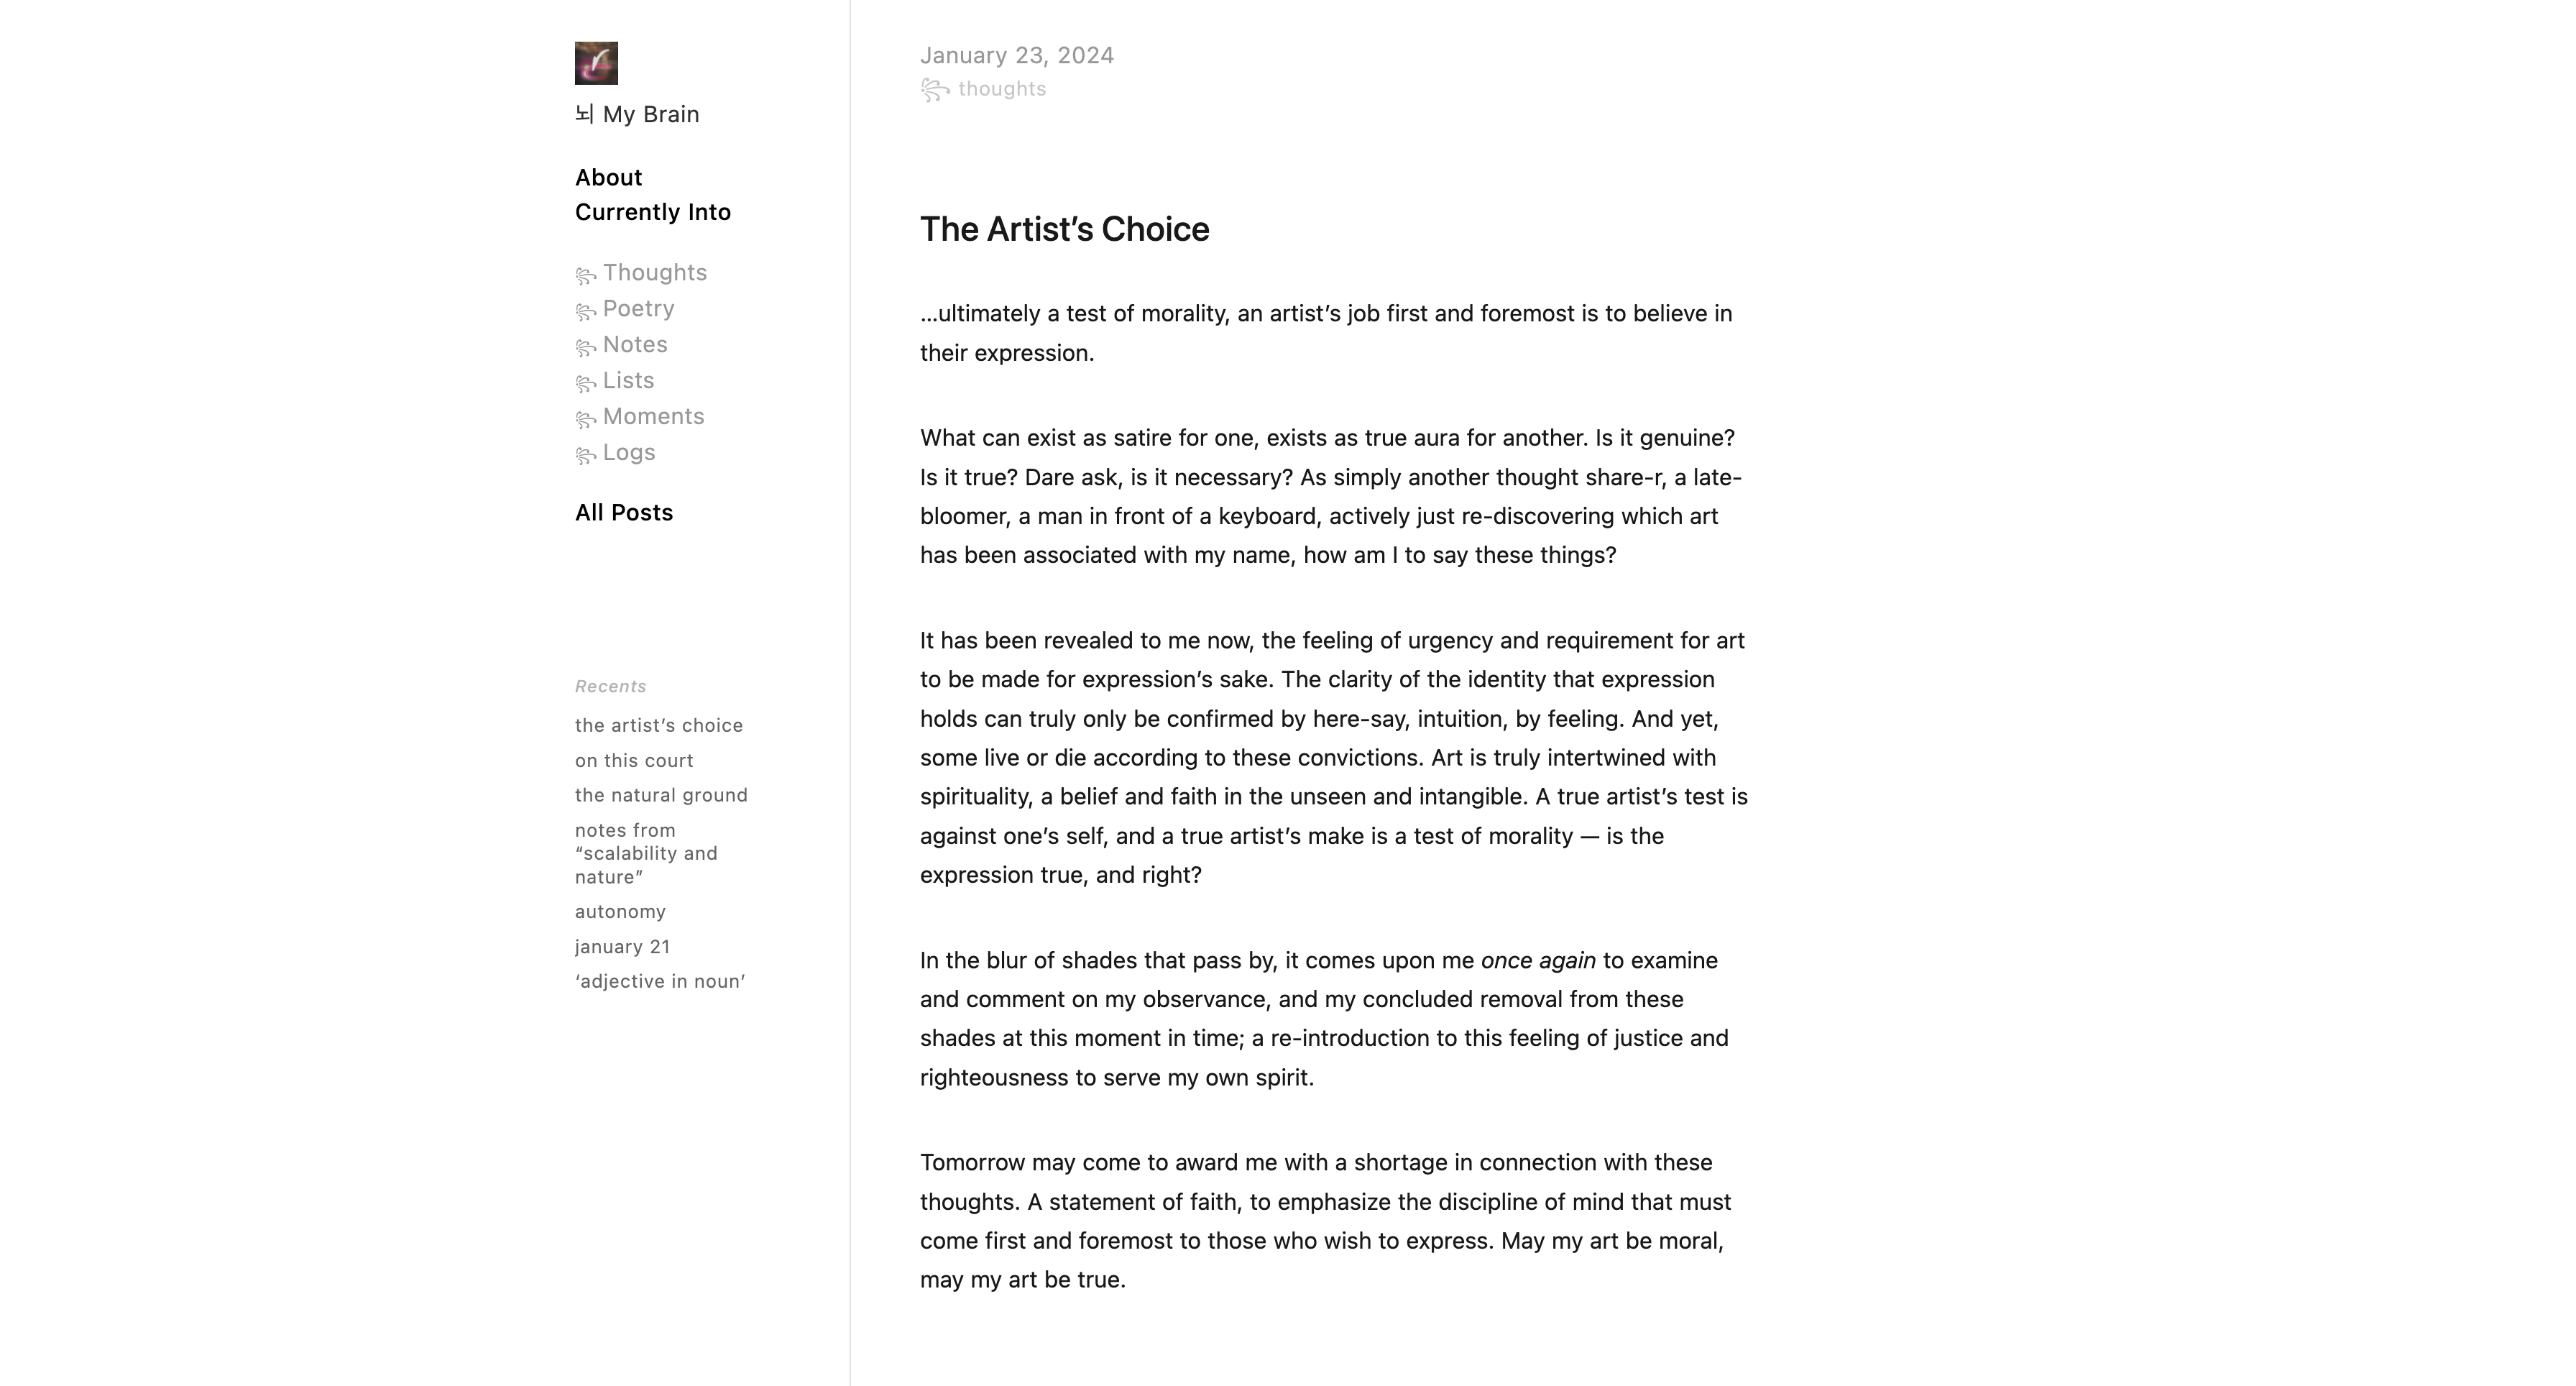 뇌 My Brain
About
Currently Into
Thoughts
Poetry
Notes
Lists
Moments
Logs
All Posts
Recents
the artist’s choice
on this court
the natural ground
notes from
“scalability and
nature”
autonomy
january 21
‘adjective in noun’
January 23, 2024
thoughts
The Artist’s Choice
...ultimately a test of morality, an artist’s job first and foremost is to believe in
their expression.
What can exist as satire for one, exists as true aura for another. Is it genuine?
Is it true? Dare ask, is it necessary? As simply another thought share-r, a late-
bloomer, a man in front of a keyboard, actively just re-discovering which art
has been associated with my name, how am I to say these things?
It has been revealed to me now, the feeling of urgency and requirement for art
to be made for expression’s sake. The clarity of the identity that expression
holds can truly only be confirmed by here-say, intuition, by feeling. And yet,
some live or die according to these convictions. Art is truly intertwined with
spirituality, a belief and faith in the unseen and intangible. A true artist’s test is
against one’s self, and a true artist’s make is a test of morality — is the
expression true, and right?
In the blur of shades that pass by, it comes upon me once again to examine
and comment on my observance, and my concluded removal from these
shades at this moment in time; a re-introduction to this feeling of justice and
righteousness to serve my own spirit.
Tomorrow may come to award me with a shortage in connection with these
thoughts. A statement of faith, to emphasize the discipline of mind that must
come first and foremost to those who wish to express. May my art be moral,
may my art be true.